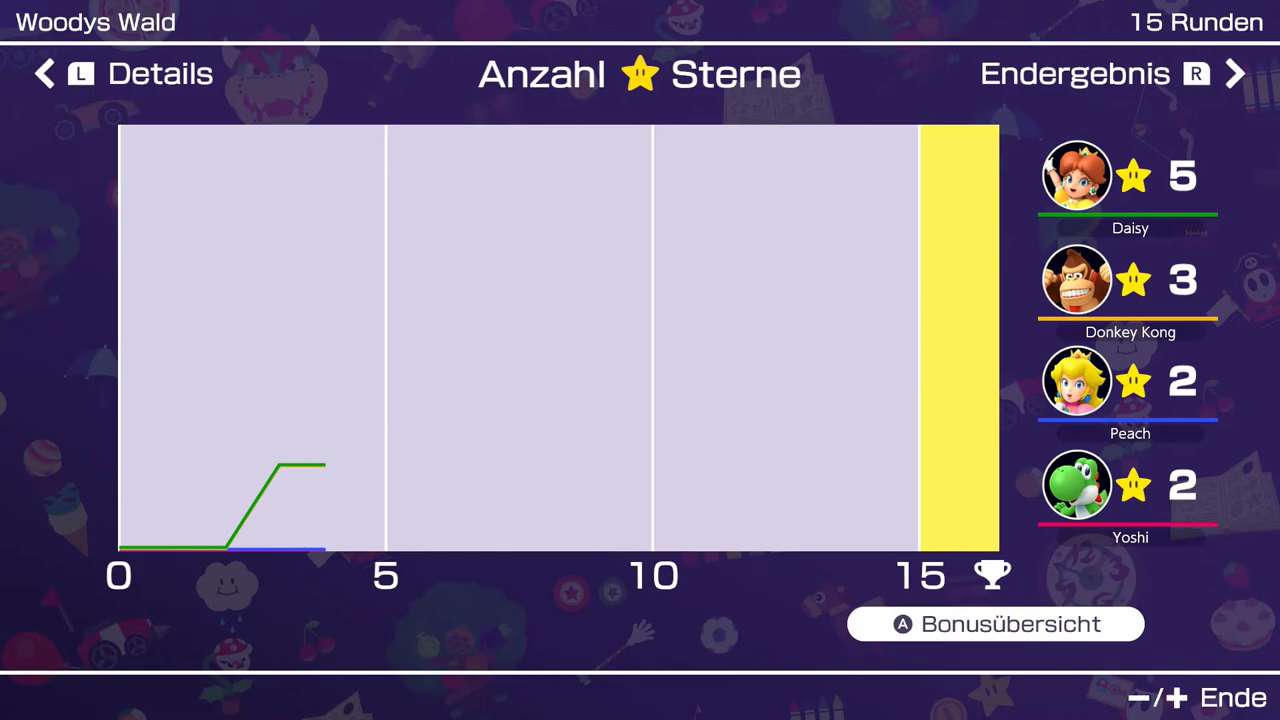 Woodys Wald
15 Runden
L Details
Anzahl Sterne
Endergebnis R
5
Daisy
3
Donkey Kong
2
Peach
2
Yoshi
0 5 10 15
A Bonusübersicht
−/+ Ende